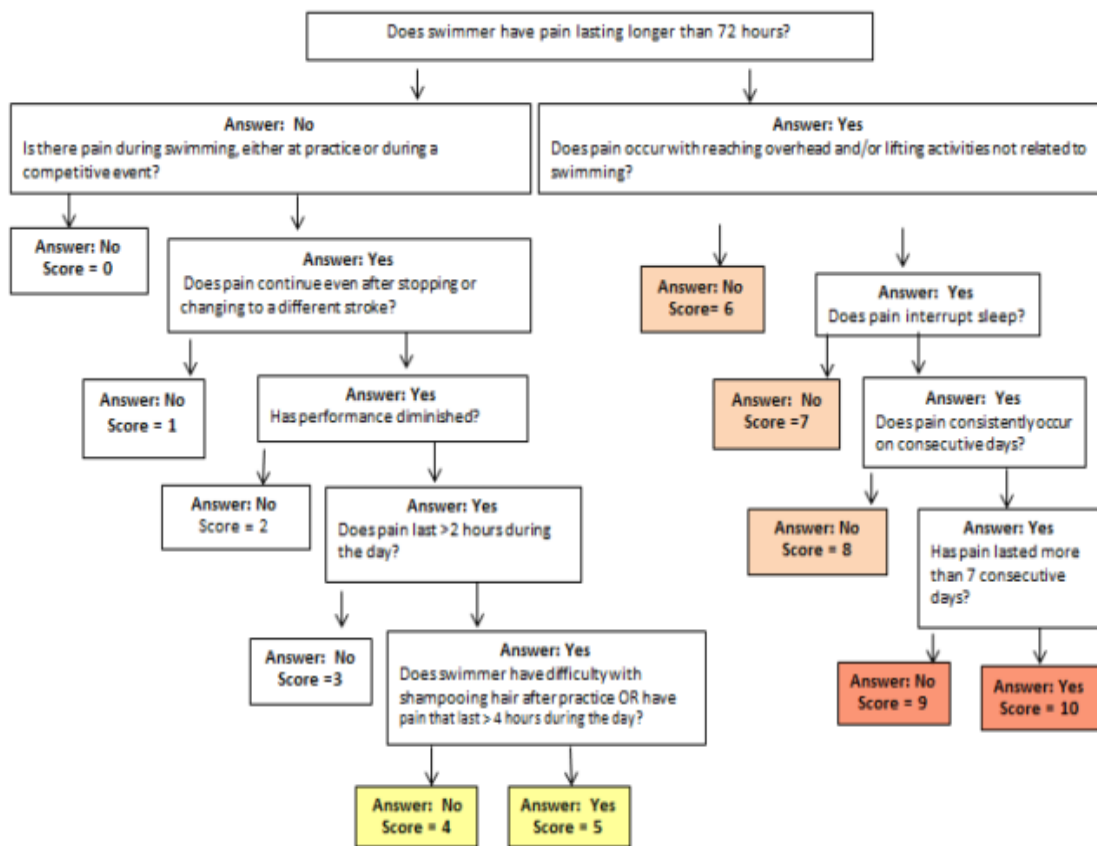 Does swimmer have pain lasting longer than 72 hours?
Answer: No
Is there pain during swimming, either at practice or during a
competitive event?
Answer: Yes
Does pain occur with reaching overhead and/or lifting activities not related to
swimming?
Answer: No
Score = 0
Answer: Yes
Does pain continue even after stopping or
changing to a different stroke?
Answer: No
Score= 6
Answer: Yes
Does pain interrupt sleep?
Answer: No
Score = 1
Answer: Yes
Has performance diminished?
Answer: No
Score =7
Answer: Yes
Does pain consistently occur
on consecutive days?
Answer: No
Score = 2
Answer: Yes
Does pain last >2 hours during
the day?
Answer: No
Score = 8
Answer: Yes
Has pain lasted more
than 7 consecutive
days?
Answer: No
Score =3
Answer: Yes
Does swimmer have difficulty with
shampooing hair after practice OR have
pain that last > 4 hours during the day?
Answer: No
Score = 9
Answer: Yes
Score = 10
Answer: No
Score = 4
Answer: Yes
Score = 5